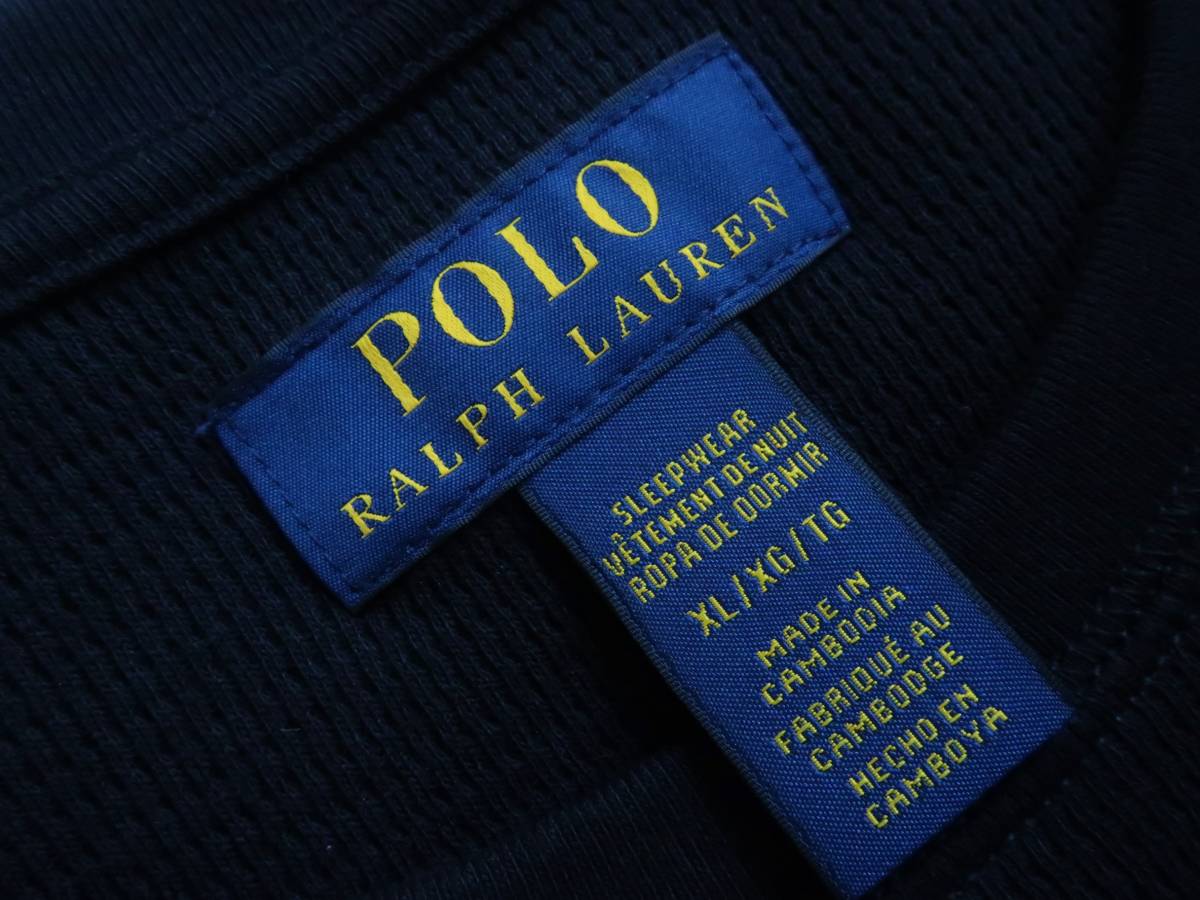 POLO
RALPH LAUREN
SLEEPWEAR
VÊTEMENT DE NUIT
ROPA DE DORMIR
XL/XG/TG
MADE IN
CAMBODIA
FABRIQUÉ AU
CAMBODGE
HECHO EN
CAMBOYA